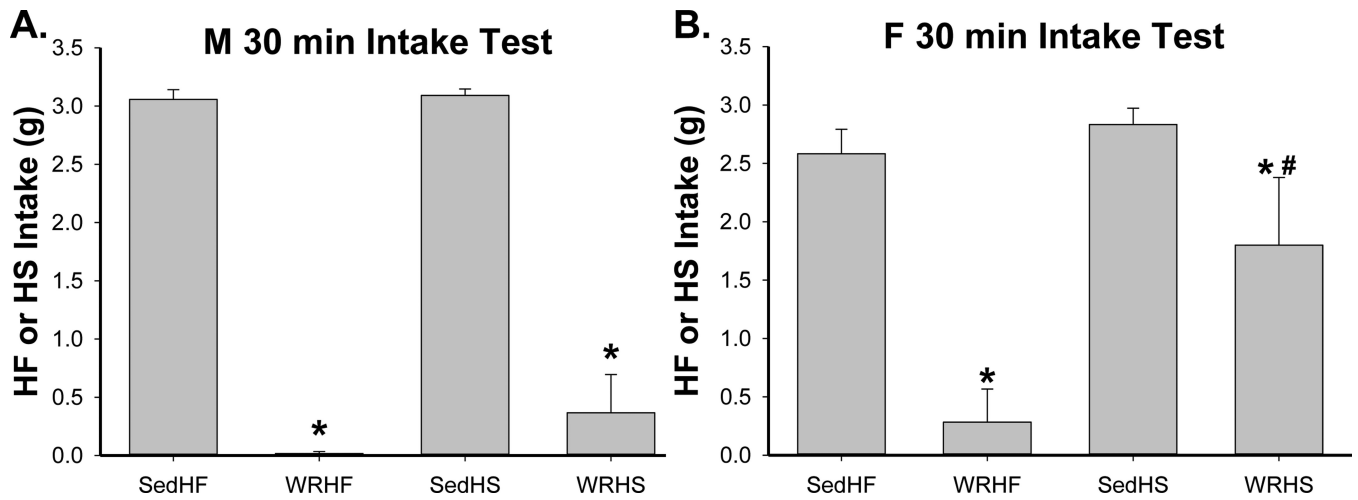 A.
M 30 min Intake Test
HF or HS Intake (g)
3.5
3.0
2.5
2.0
1.5
1.0
0.5
0.0
*
*
SedHF WRHF SedHS WRHS
B.
F 30 min Intake Test
HF or HS Intake (g)
3.5
3.0
2.5
2.0
1.5
1.0
0.5
0.0
*
* #
SedHF WRHF SedHS WRHS